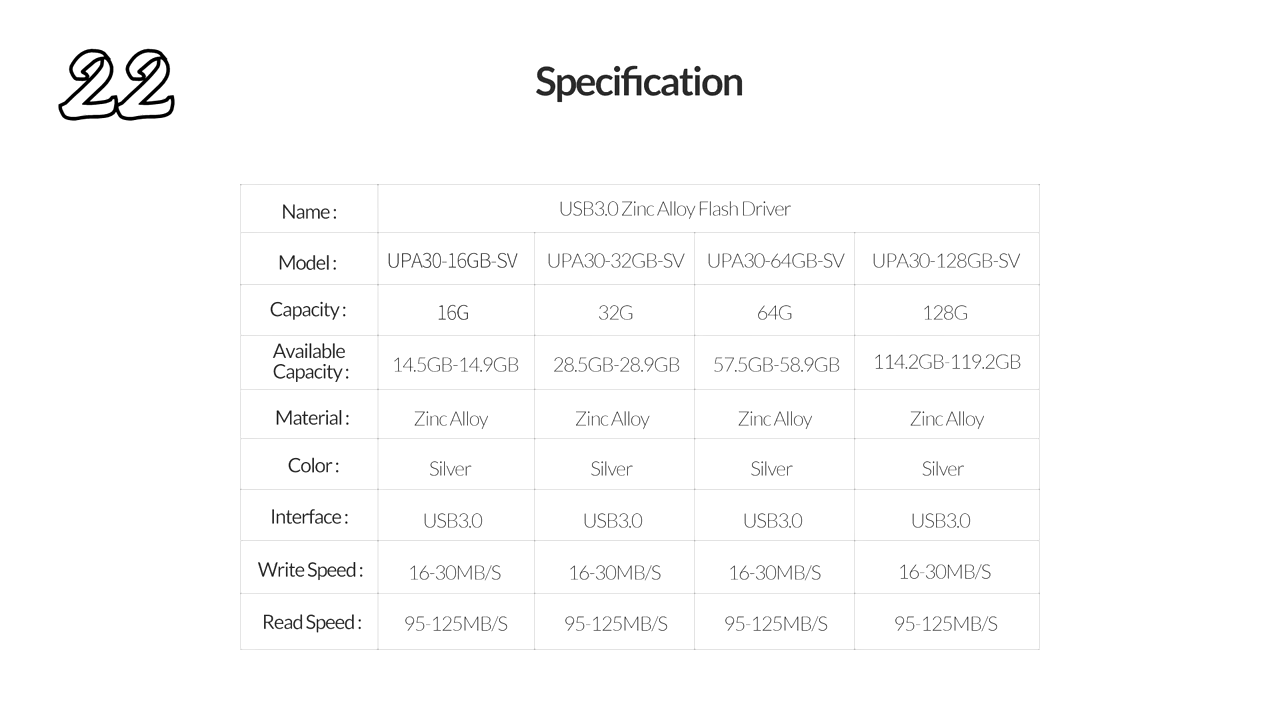 22
Specification
Name : USB3.0 Zinc Alloy Flash Driver
Model : UPA30-16GB-SV UPA30-32GB-SV UPA30-64GB-SV UPA30-128GB-SV
Capacity : 16G 32G 64G 128G
Available
Capacity : 14.5GB-14.9GB 28.5GB-28.9GB 57.5GB-58.9GB 114.2GB-119.2GB
Material : Zinc Alloy Zinc Alloy Zinc Alloy Zinc Alloy
Color : Silver Silver Silver Silver
Interface : USB3.0 USB3.0 USB3.0 USB3.0
Write Speed : 16-30MB/S 16-30MB/S 16-30MB/S 16-30MB/S
Read Speed : 95-125MB/S 95-125MB/S 95-125MB/S 95-125MB/S